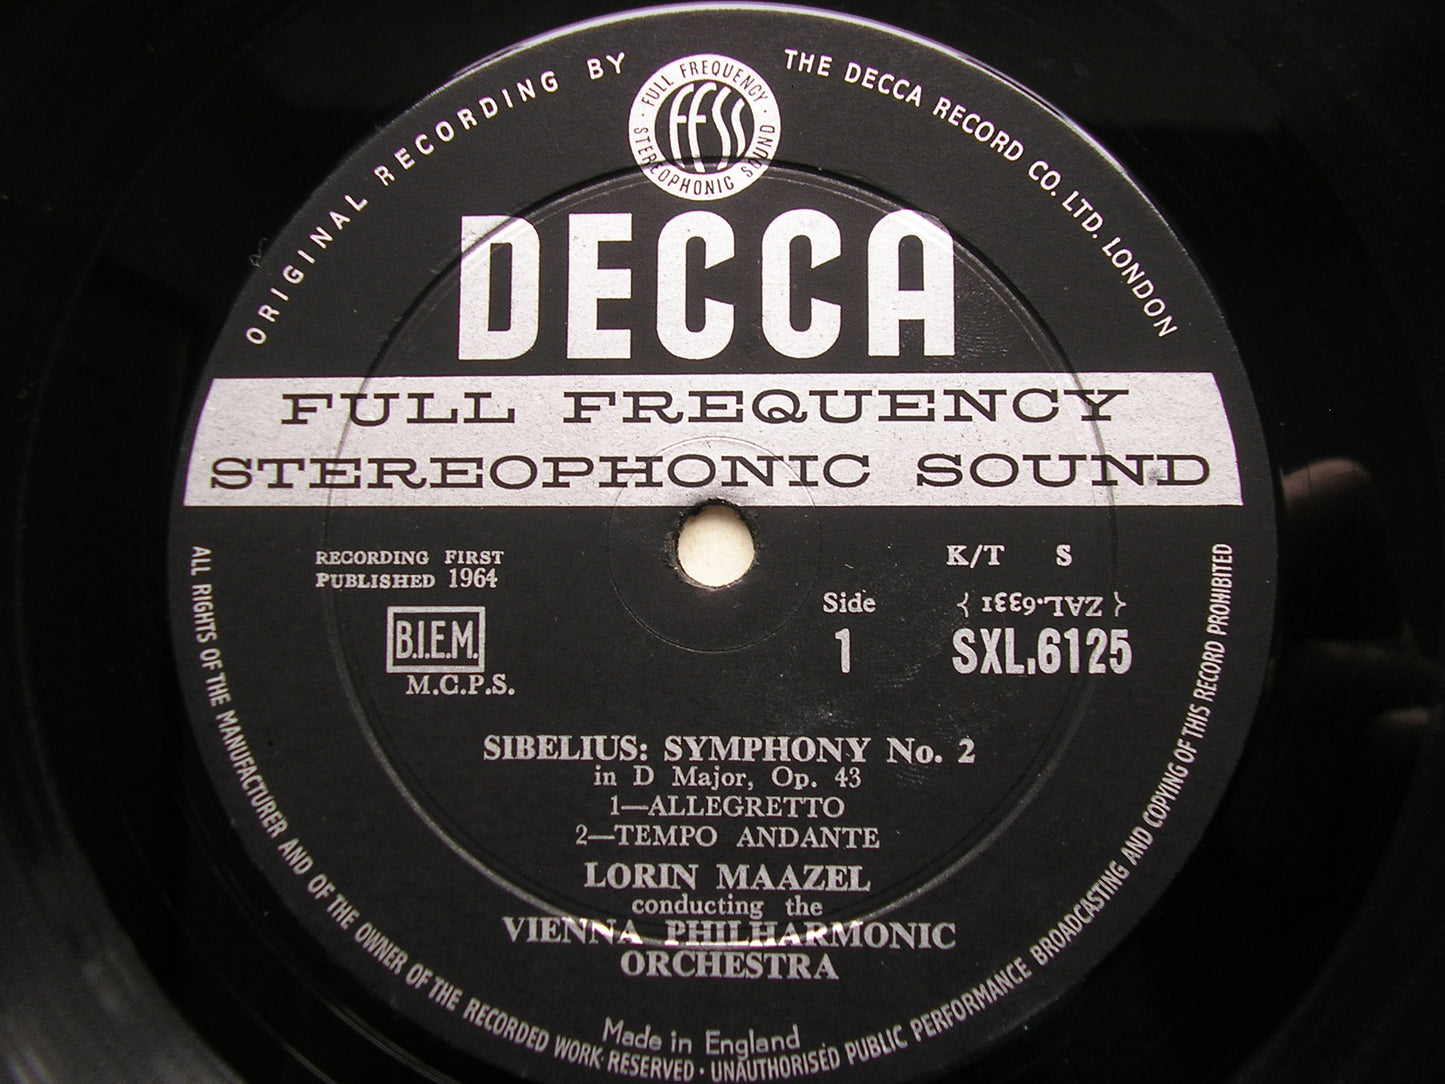 ORIGINAL RECORDING BY
THE DECCA RECORD CO. LTD. LONDON
FULL FREQUENCY
STEREOPHONIC SOUND
FFSS
DECCA
FULL FREQUENCY
STEREOPHONIC SOUND
RECORDING FIRST
PUBLISHED 1964
B.I.E.M.
M.C.P.S.
K/T S
Side
{ ZAL.6331 }
1
SXL.6125
SIBELIUS: SYMPHONY No. 2
in D Major, Op. 43
1—ALLEGRETTO
2—TEMPO ANDANTE
LORIN MAAZEL
conducting the
VIENNA PHILHARMONIC
ORCHESTRA
Made in England
ALL RIGHTS OF THE MANUFACTURER AND OF THE OWNER OF THE RECORDED WORK RESERVED · UNAUTHORISED PUBLIC PERFORMANCE BROADCASTING AND COPYING OF THIS RECORD PROHIBITED